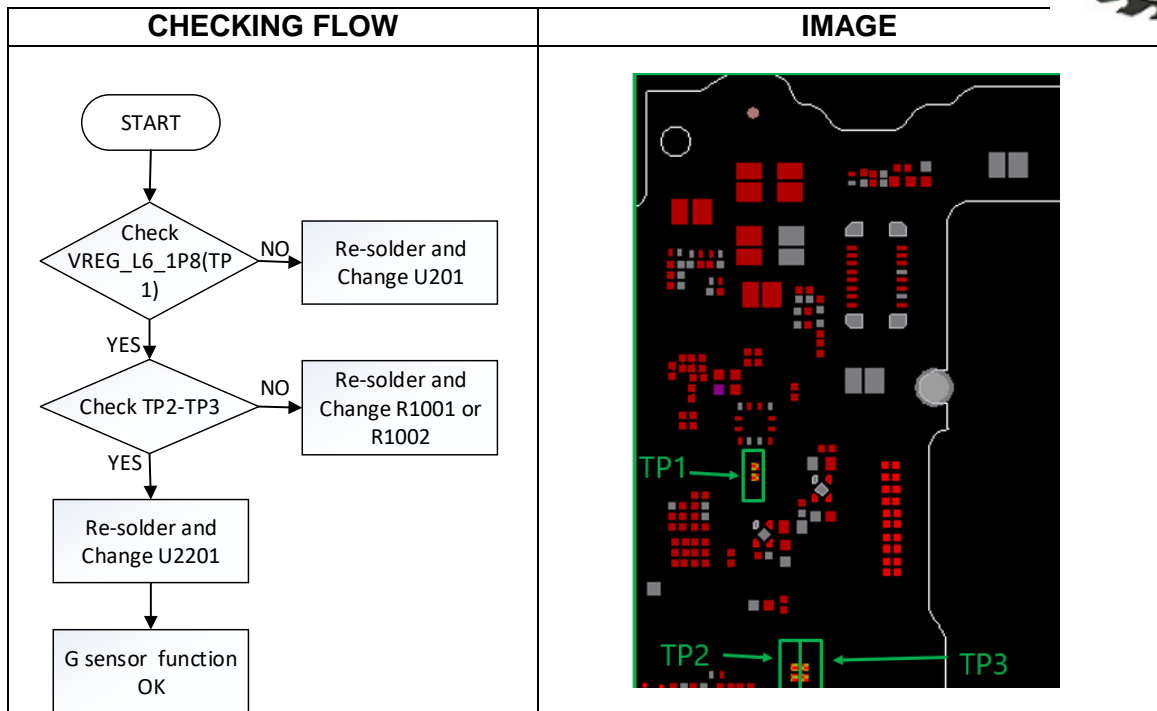 CHECKING FLOW
IMAGE
START
Check
VREG_L6_1P8(TP
1)
NO
Re-solder and
Change U201
YES
Check TP2-TP3
NO
Re-solder and
Change R1001 or
R1002
YES
Re-solder and
Change U2201
G sensor  function
OK
TP1
TP2
TP3